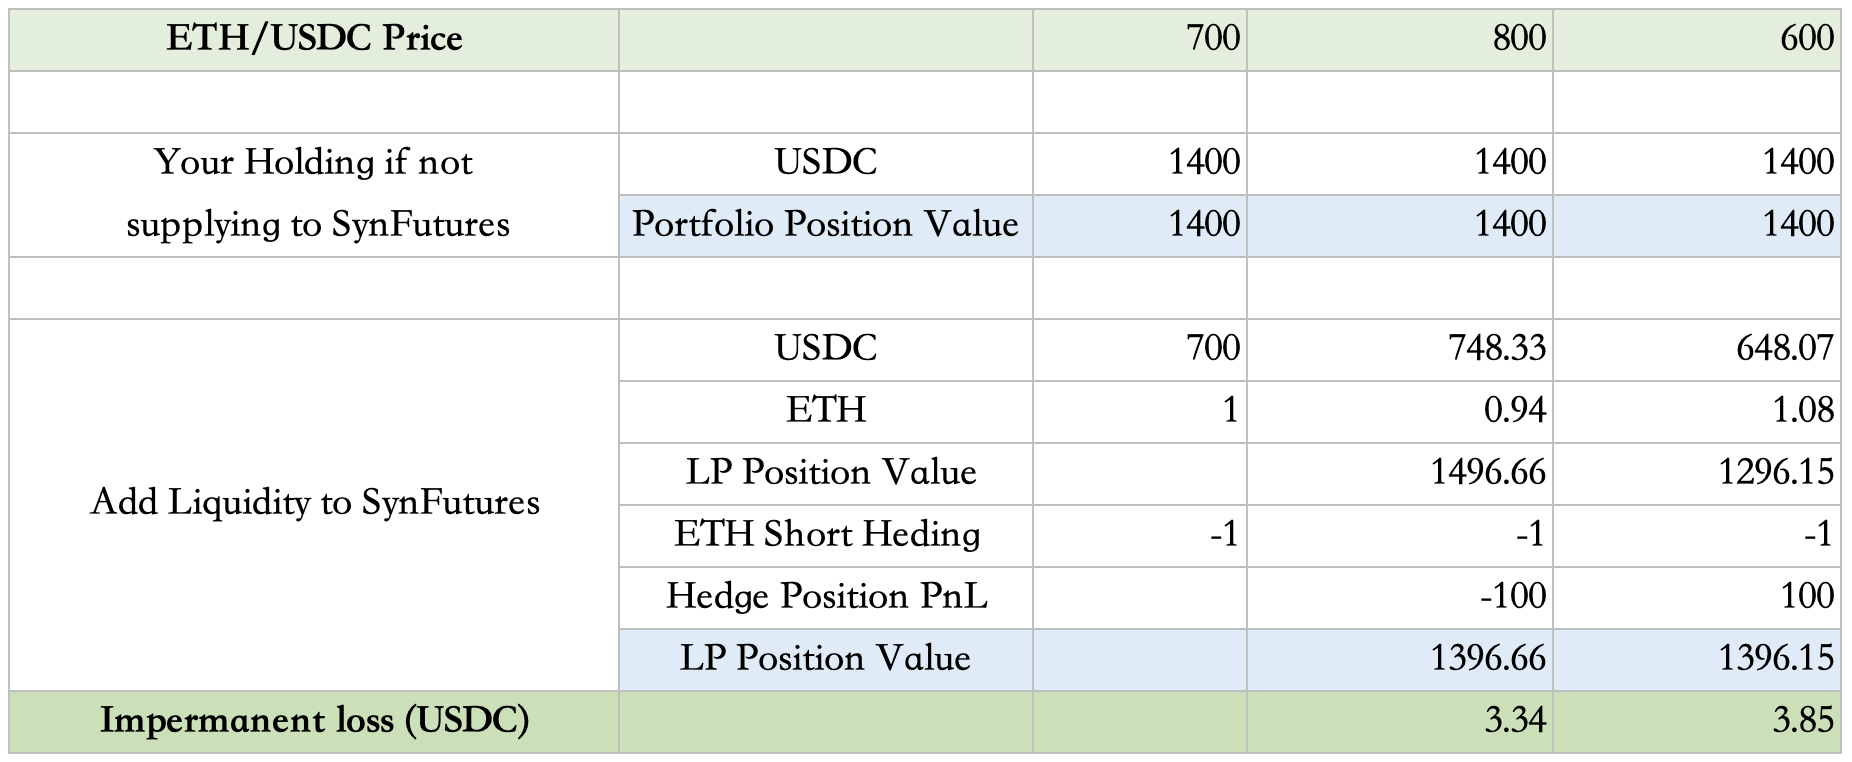 ETH/USDC Price 700 800 600
Your Holding if not
supplying to SynFutures
USDC 1400 1400 1400
Portfolio Position Value 1400 1400 1400
Add Liquidity to SynFutures
USDC 700 748.33 648.07
ETH 1 0.94 1.08
LP Position Value 1496.66 1296.15
ETH Short Heding -1 -1 -1
Hedge Position PnL -100 100
LP Position Value 1396.66 1396.15
Impermanent loss (USDC) 3.34 3.85